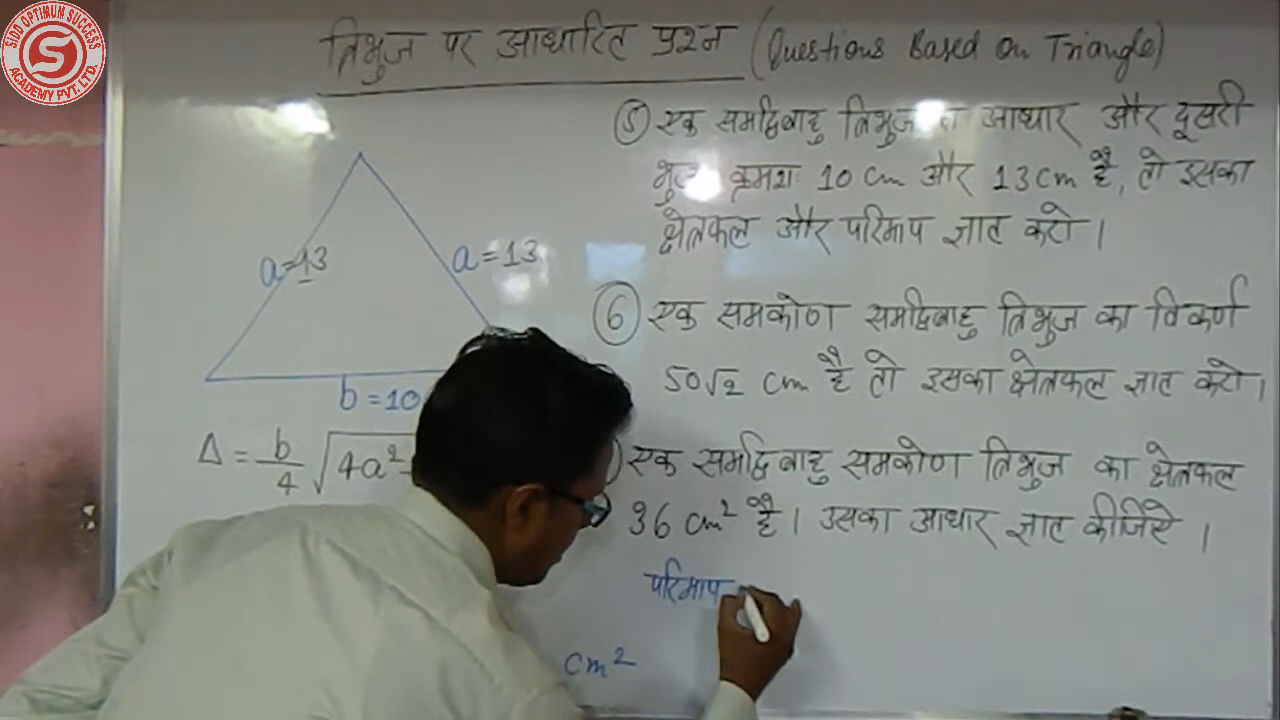 SIDD OPTIMUM SUCCESS
S
ACADEMY PVT. LTD.
त्रिभुज पर आधारित प्रश्न (Questions Based on Triangle)
⑤ एक समद्विबाहु त्रिभुज का आधार और दूसरी
भुजा क्रमशः 10 cm और 13 cm है, तो इसका
क्षेत्रफल और परिमाप ज्ञात करो।
⑥ एक समकोण समद्विबाहु त्रिभुज का विकर्ण
50√2 cm है तो इसका क्षेत्रफल ज्ञात करो।
एक समद्विबाहु समकोण त्रिभुज का क्षेत्रफल
36 cm² है। उसका आधार ज्ञात कीजिये।
a=13
a=13
b=10
Δ = b/4 √4a²-
परिमाप
cm²